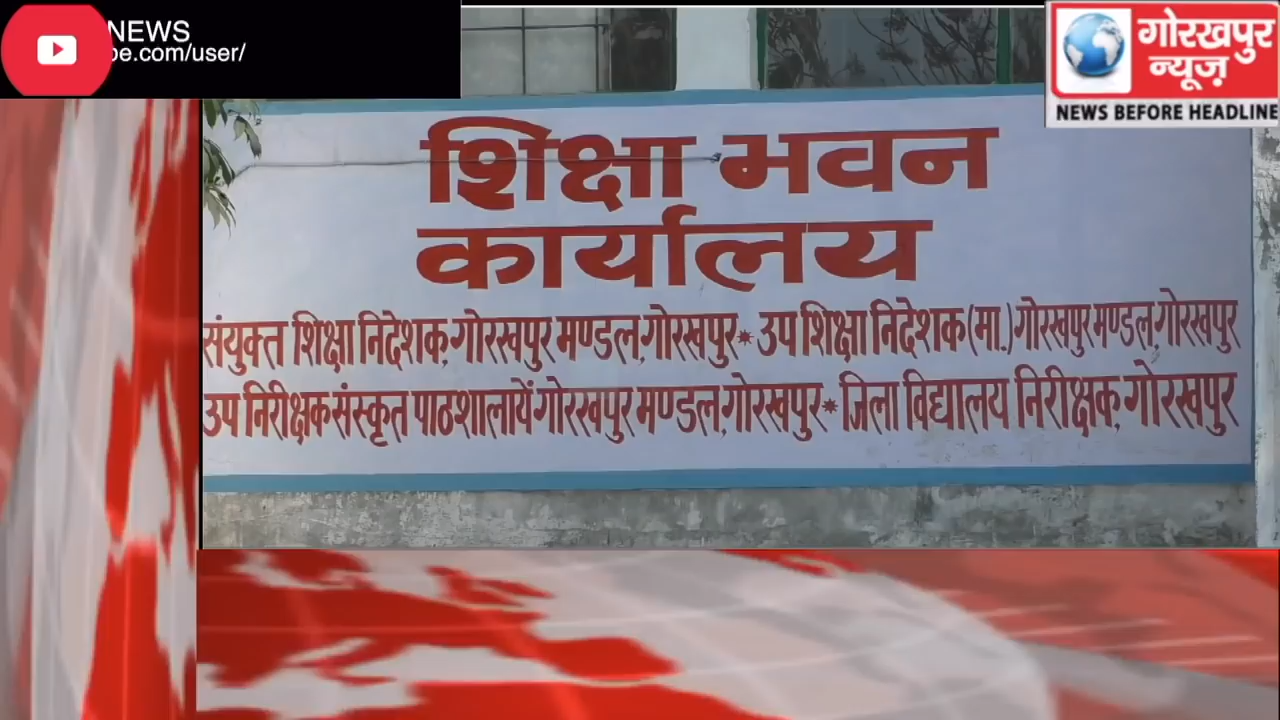 NEWS
be.com/user/
गोरखपुर
न्यूज़
NEWS BEFORE HEADLINE
शिक्षा भवन
कार्यालय
संयुक्त शिक्षा निदेशक,गोरखपुर मण्डल,गोरखपुर* उप शिक्षा निदेशक(मा.)गोरखपुर मण्डल,गोरखपुर
उप निरीक्षक संस्कृत पाठशालायें गोरखपुर मण्डल,गोरखपुर* जिला विद्यालय निरीक्षक,गोरखपुर